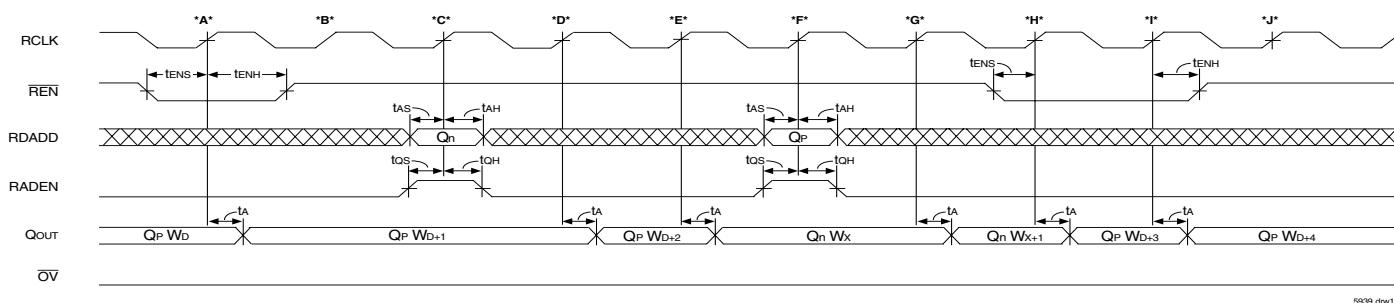 *A* *B* *C* *D* *E* *F* *G* *H* *I* *J*
RCLK
tENS tENH tENS tENH
REN
tAS tAH tAS tAH
RDADD Qn QP
tQS tQH tQS tQH
RADEN
tA tA tA tA tA tA
QOUT QP WD QP WD+1 QP WD+2 Qn WX Qn WX+1 QP WD+3 QP WD+4
OV